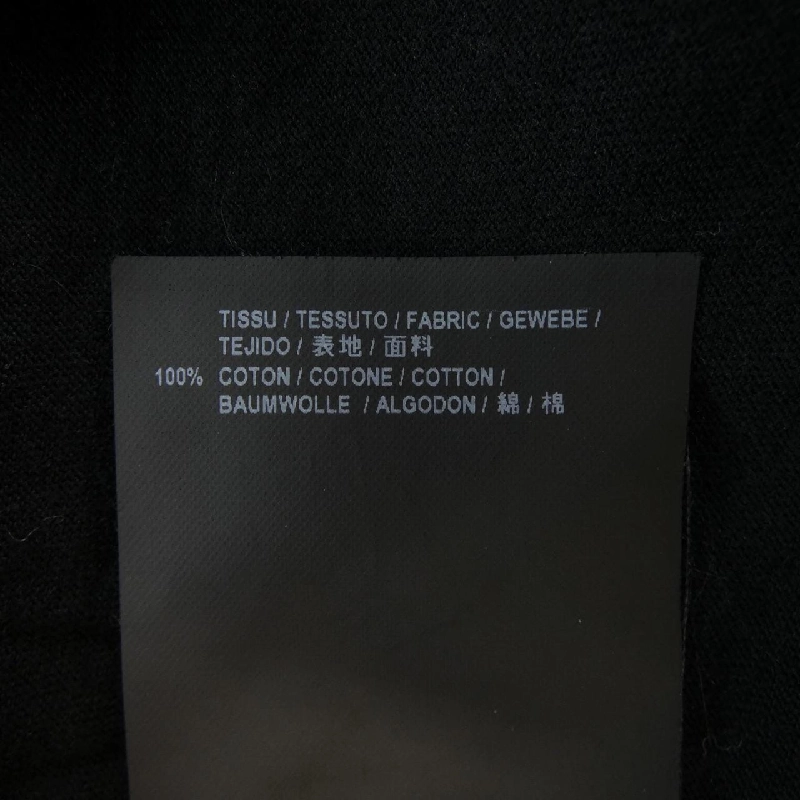 TISSU / TESSUTO / FABRIC / GEWEBE /
TEJIDO / 表地 / 面料
100% COTON / COTONE / COTTON /
BAUMWOLLE / ALGODON / 綿 / 棉